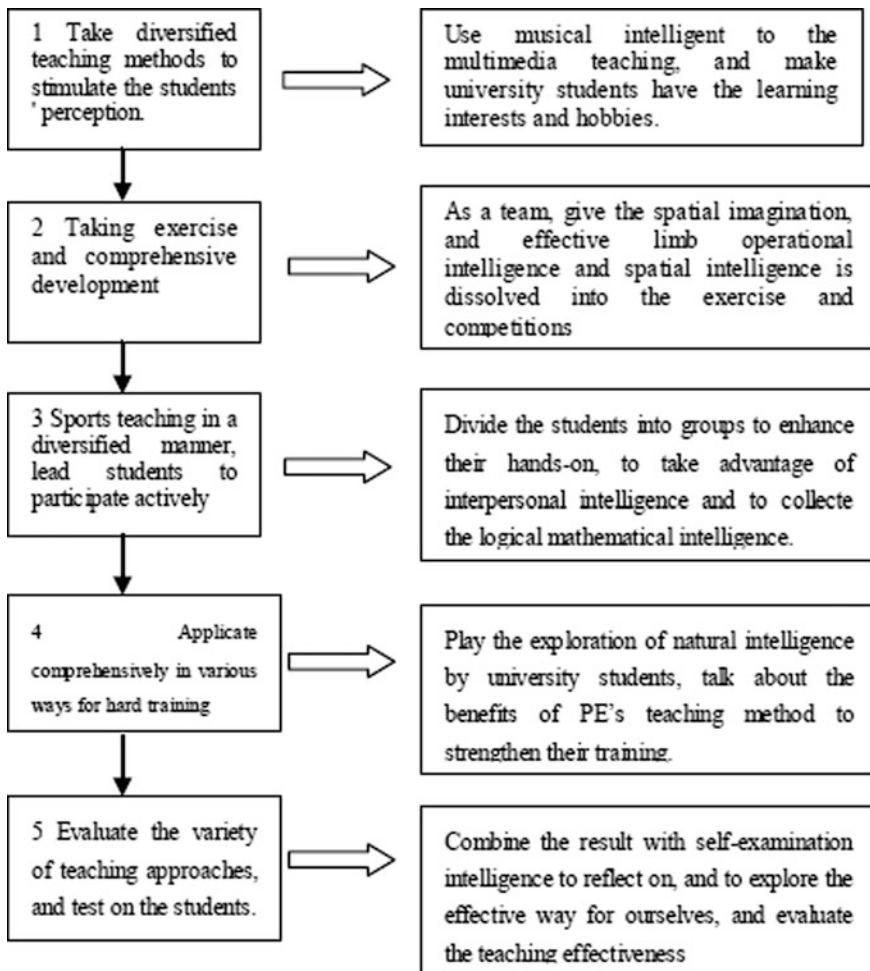 1 Take diversified
teaching methods to
stimulate the students
' perception.
Use musical intelligent to the
multimedia teaching, and make
university students have the learning
interests and hobbies.
2 Taking exercise
and comprehensive
development
As a team, give the spatial imagination,
and effective limb operational
intelligence and spatial intelligence is
dissolved into the exercise and
competitions
3 Sports teaching in a
diversified manner,
lead students to
participate actively
Divide the students into groups to enhance
their hands-on, to take advantage of
interpersonal intelligence and to collecte
the logical mathematical intelligence.
4 Applicate
comprehensively in various
ways for hard training
Play the exploration of natural intelligence
by university students, talk about the
benefits of PE's teaching method to
strengthen their training.
5 Evaluate the variety
of teaching approaches,
and test on the students.
Combine the result with self-examination
intelligence to reflect on, and to explore the
effective way for ourselves, and evaluate
the teaching effectiveness